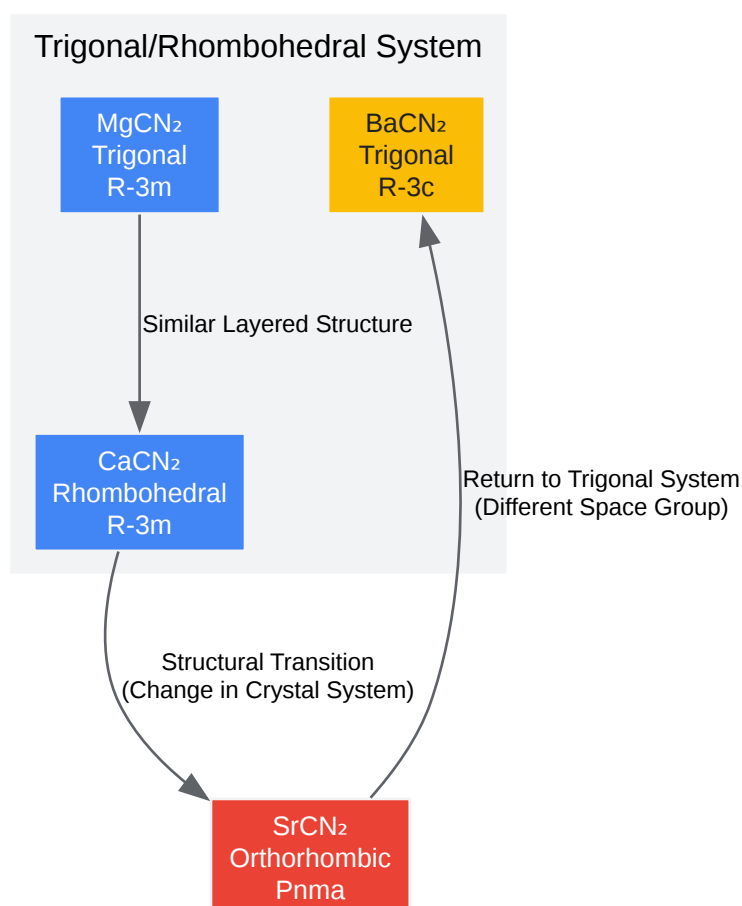 Trigonal/Rhombohedral System
MgCN₂
Trigonal
R-3m
BaCN₂
Trigonal
R-3c
Similar Layered Structure
CaCN₂
Rhombohedral
R-3m
Return to Trigonal System
(Different Space Group)
Structural Transition
(Change in Crystal System)
SrCN₂
Orthorhombic
Pnma